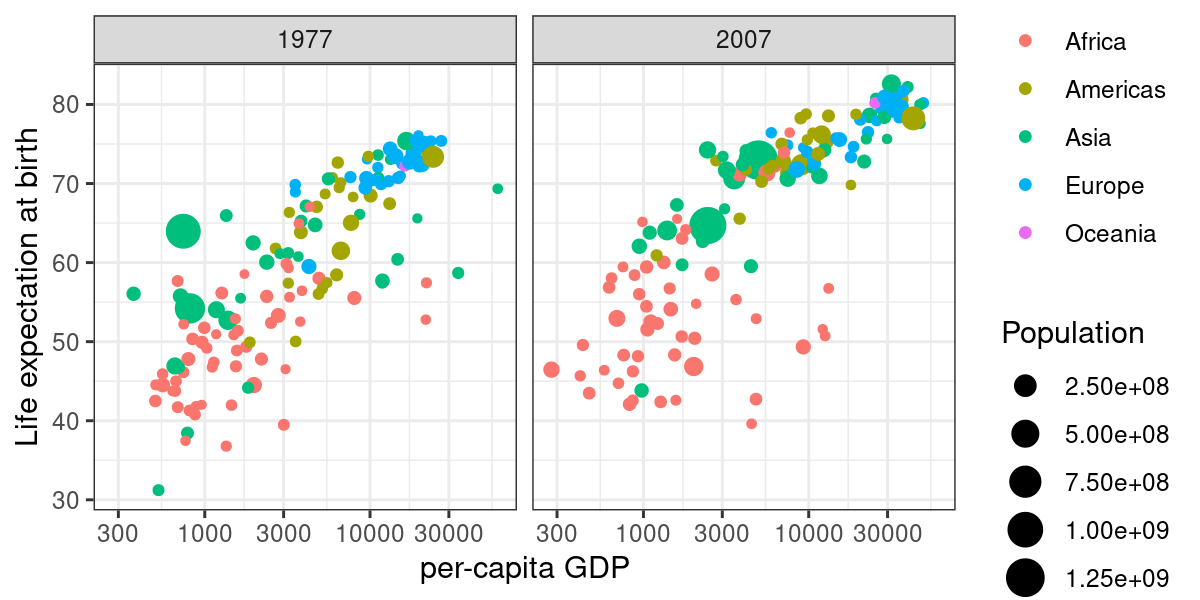 1977
2007
Life expectation at birth
80
70
60
50
40
30
300 1000 3000 10000 30000
300 1000 3000 10000 30000
per-capita GDP
Africa
Americas
Asia
Europe
Oceania
Population
2.50e+08
5.00e+08
7.50e+08
1.00e+09
1.25e+09